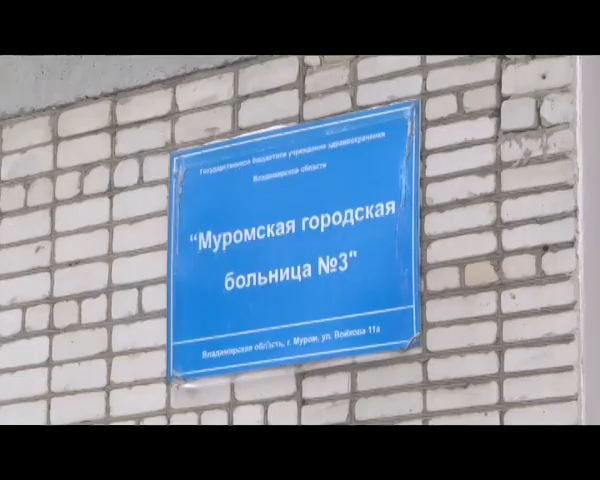 Государственное бюджетное учреждение здравоохранения
Владимирской области
"Муромская городская
больница №3"
Владимирская область, г. Муром, ул. Войкова 11а